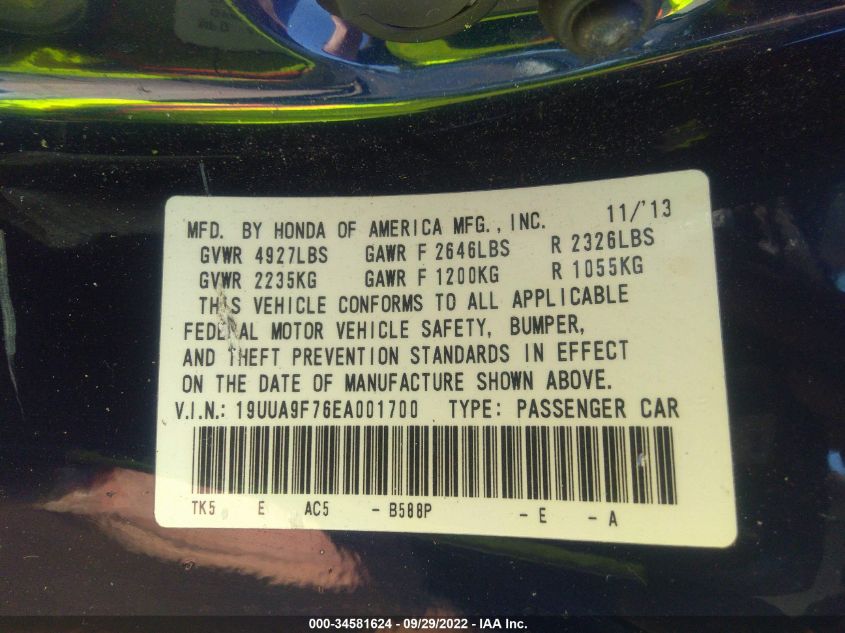 MFD. BY HONDA OF AMERICA MFG., INC. 11/'13
GVWR 4927LBS GAWR F 2646LBS R 2326LBS
GVWR 2235KG GAWR F 1200KG R 1055KG
THIS VEHICLE CONFORMS TO ALL APPLICABLE
FEDERAL MOTOR VEHICLE SAFETY, BUMPER,
AND THEFT PREVENTION STANDARDS IN EFFECT
ON THE DATE OF MANUFACTURE SHOWN ABOVE.
V.I.N.: 19UUA9F76EA001700 TYPE: PASSENGER CAR
TK5 E AC5 - B588P - E - A
000-34581624 - 09/29/2022 - IAA Inc.